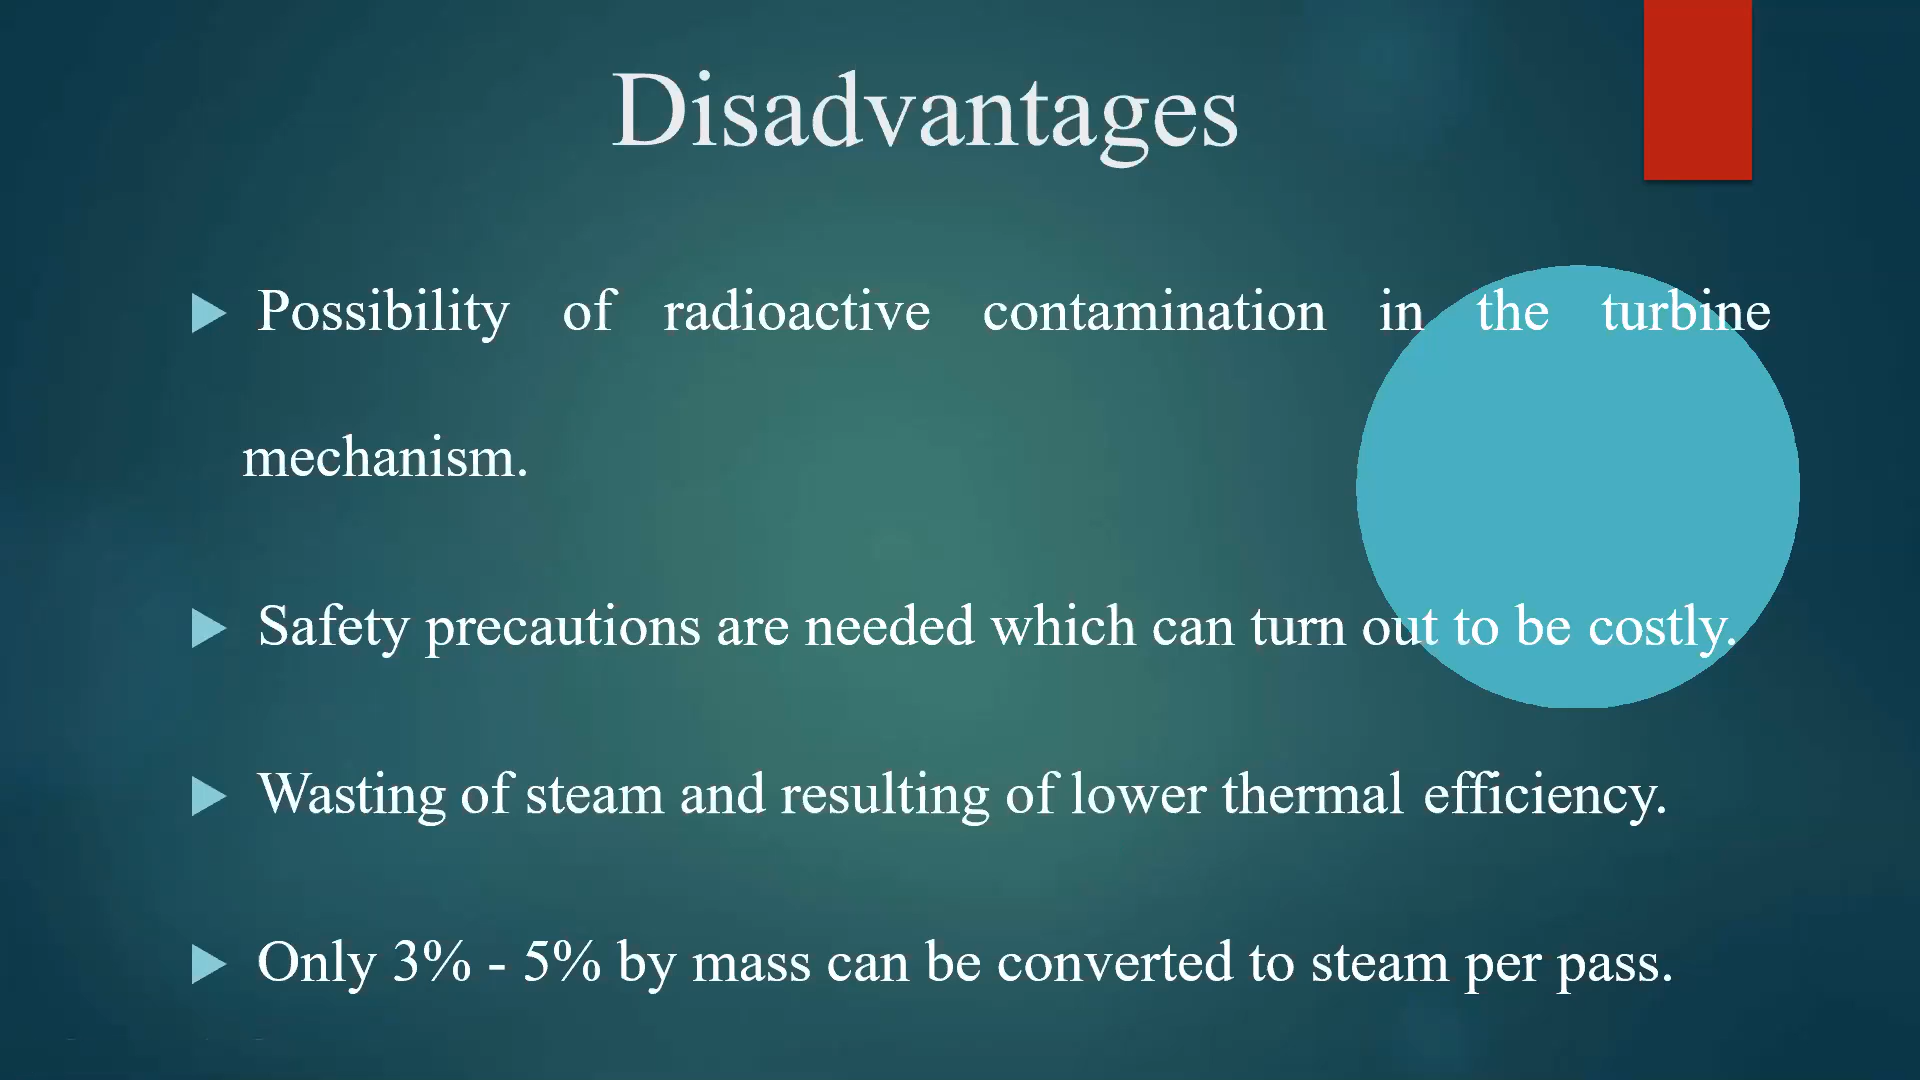 Disadvantages
Possibility of radioactive contamination in the turbine
mechanism.
Safety precautions are needed which can turn out to be costly.
Wasting of steam and resulting of lower thermal efficiency.
Only 3% - 5% by mass can be converted to steam per pass.